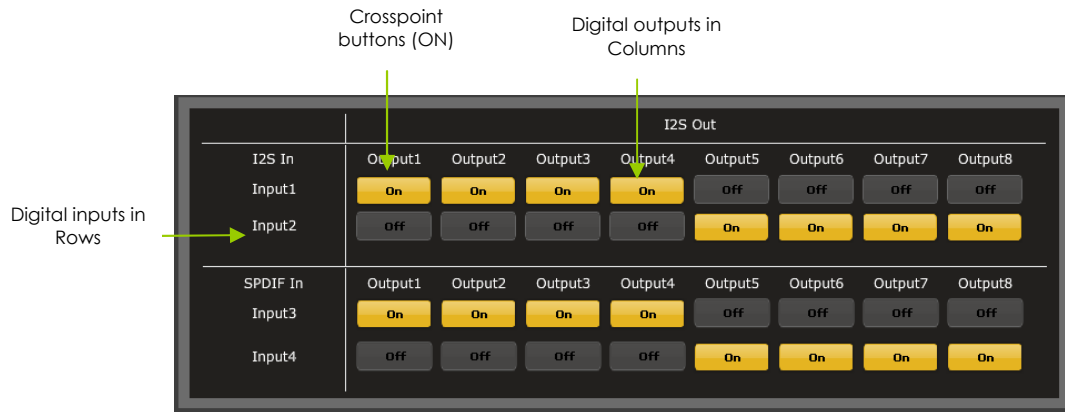 Crosspoint
buttons (ON)
Digital outputs in
Columns
I2S Out
I2S In Output1 Output2 Output3 Output4 Output5 Output6 Output7 Output8
Input1 On On On On Off Off Off Off
Digital inputs in
Rows
Input2 Off Off Off Off On On On On
SPDIF In Output1 Output2 Output3 Output4 Output5 Output6 Output7 Output8
Input3 On On On On Off Off Off Off
Input4 Off Off Off Off On On On On